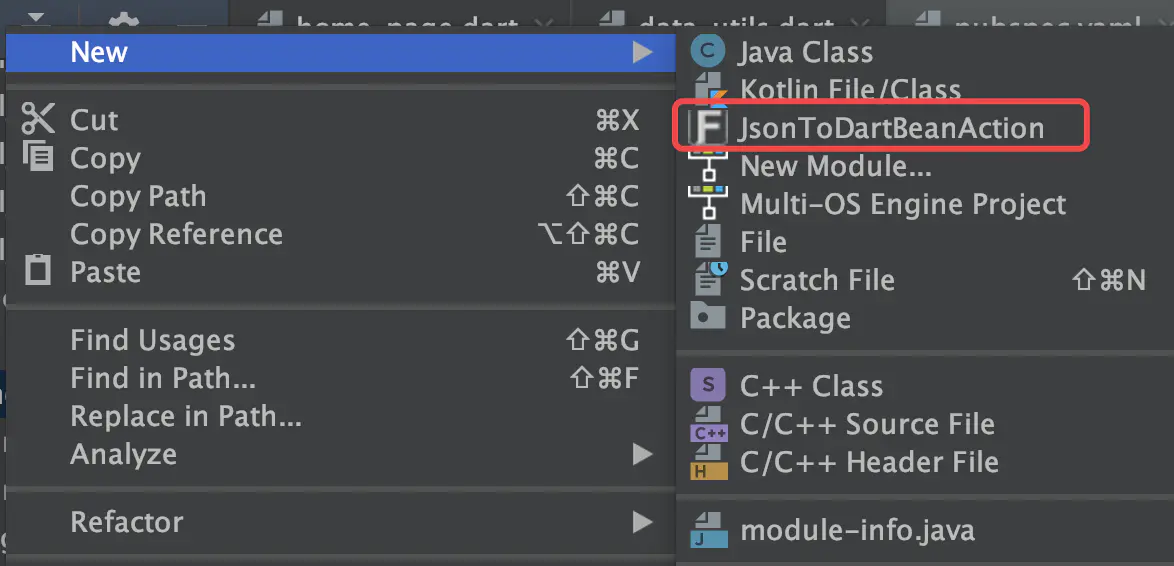 home_page.dart
data_utils.dart
pubspec.yaml
New
Cut ⌘X
Copy ⌘C
Copy Path ⇧⌘C
Copy Reference ⌥⇧⌘C
Paste ⌘V
Find Usages ⇧⌘G
Find in Path... ⇧⌘F
Replace in Path...
Analyze
Refactor
C Java Class
Kotlin File/Class
F JsonToDartBeanAction
New Module...
Multi-OS Engine Project
File
Scratch File ⇧⌘N
Package
S C++ Class
C++ C/C++ Source File
H C/C++ Header File
J module-info.java